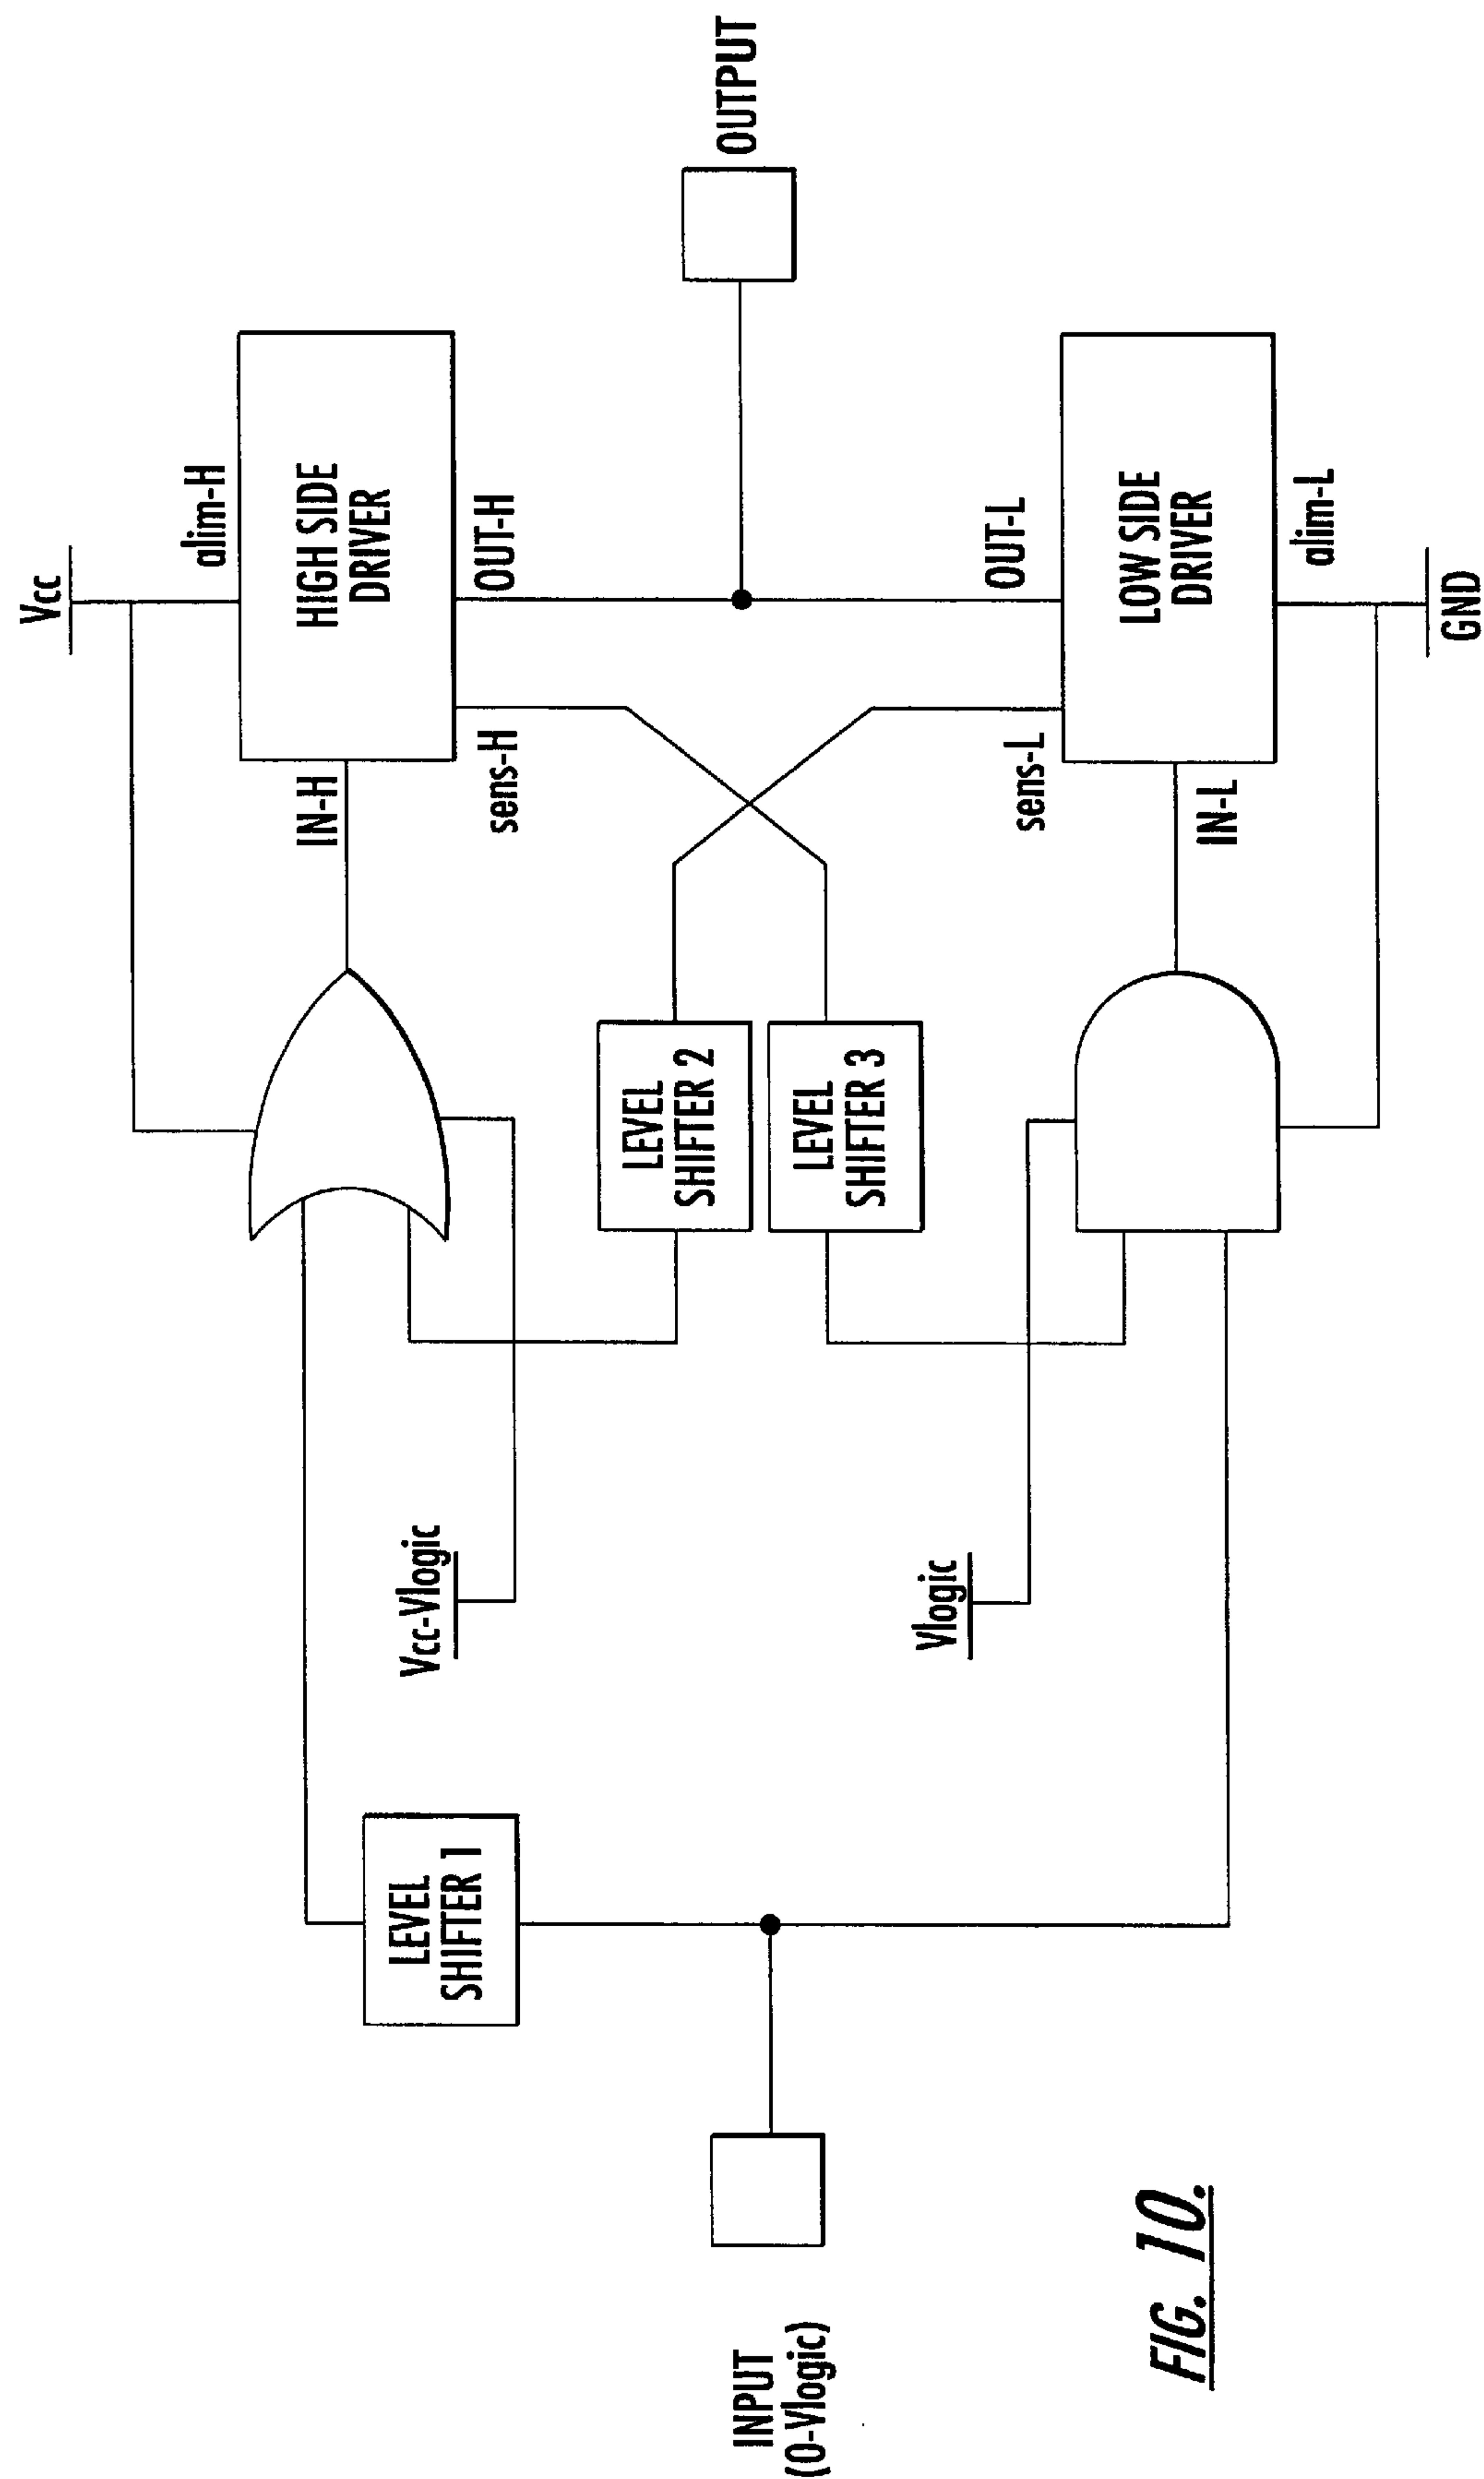 Vcc
alim-H
HIGH SIDE
DRIVER
IN-H
OUT-H
sens-H
OUTPUT
LEVEL
SHIFTER 1
Vcc-Vlogic
LEVEL
SHIFTER 2
LEVEL
SHIFTER 3
INPUT
(0-Vlogic)
Vlogic
OUT-L
sens-L
LOW SIDE
DRIVER
IN-L
alim-L
GND
FIG. 10.